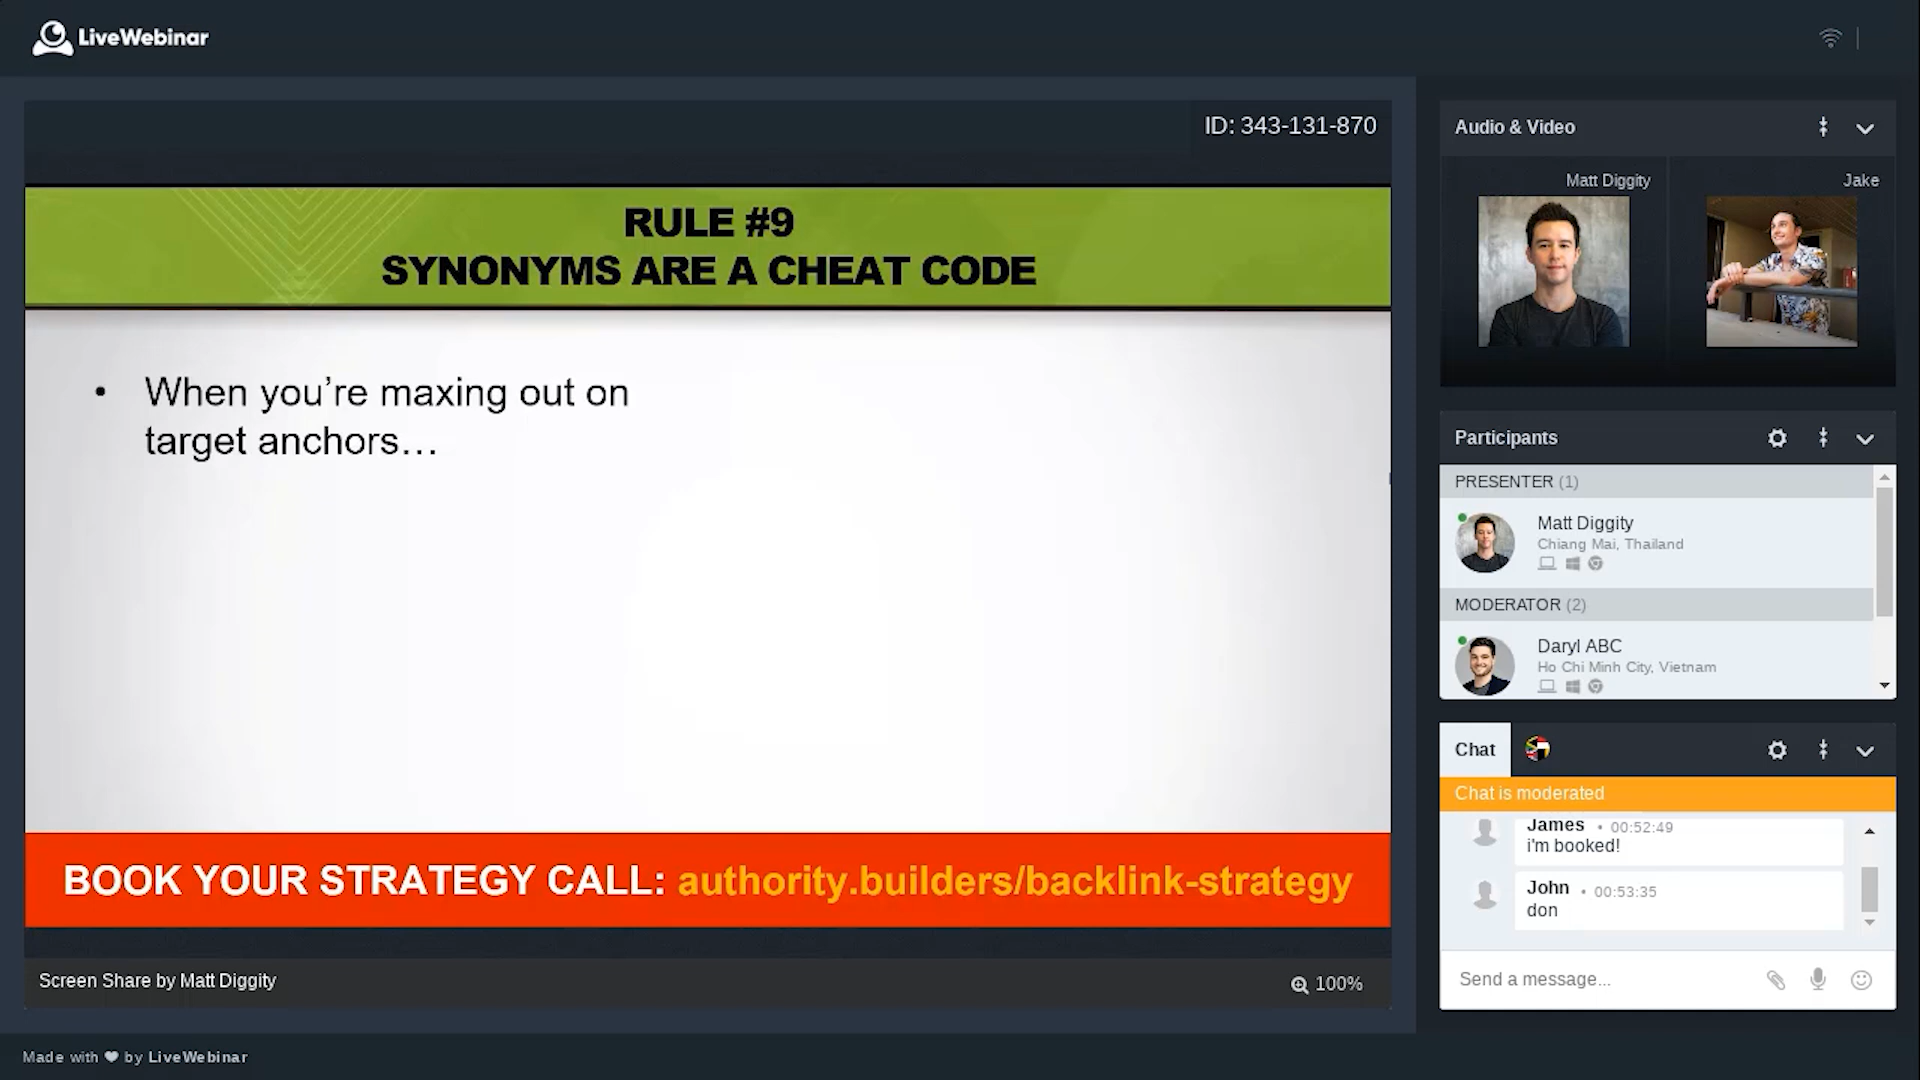 LiveWebinar
ID: 343-131-870
RULE #9
SYNONYMS ARE A CHEAT CODE
• When you're maxing out on
target anchors…
BOOK YOUR STRATEGY CALL: authority.builders/backlink-strategy
Screen Share by Matt Diggity
100%
Made with ❤ by LiveWebinar
Audio & Video
Matt Diggity
Jake
Participants
PRESENTER (1)
Matt Diggity
Chiang Mai, Thailand
MODERATOR (2)
Daryl ABC
Ho Chi Minh City, Vietnam
Chat
Chat is moderated
James • 00:52:49
i'm booked!
John • 00:53:35
don
Send a message...